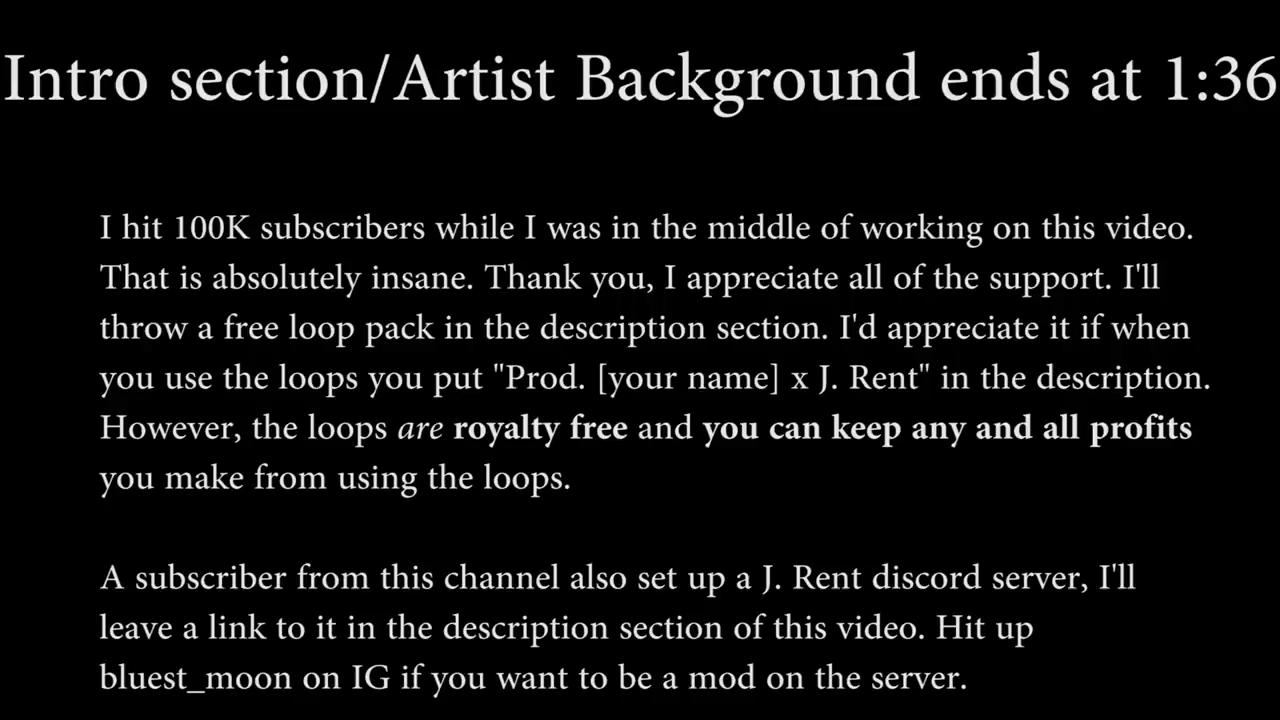 Intro section/Artist Background ends at 1:36
I hit 100K subscribers while I was in the middle of working on this video.
That is absolutely insane. Thank you, I appreciate all of the support. I'll
throw a free loop pack in the description section. I'd appreciate it if when
you use the loops you put "Prod. [your name] x J. Rent" in the description.
However, the loops are royalty free and you can keep any and all profits
you make from using the loops.
A subscriber from this channel also set up a J. Rent discord server, I'll
leave a link to it in the description section of this video. Hit up
bluest_moon on IG if you want to be a mod on the server.